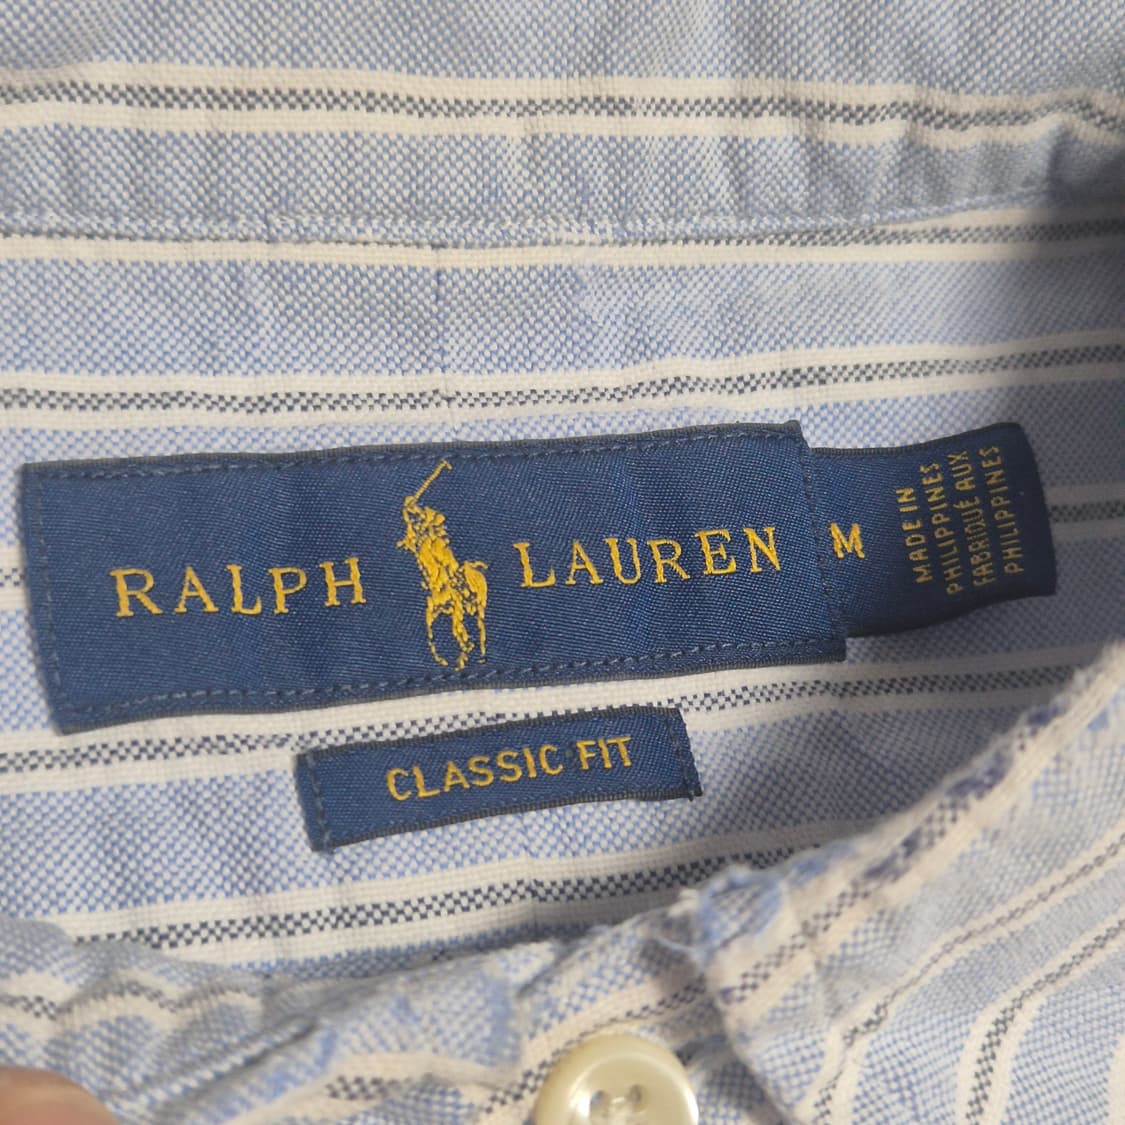 RALPH LAUREN
M
MADE IN
PHILIPPINES
FABRIQUÉ AUX
PHILIPPINES
CLASSIC FIT